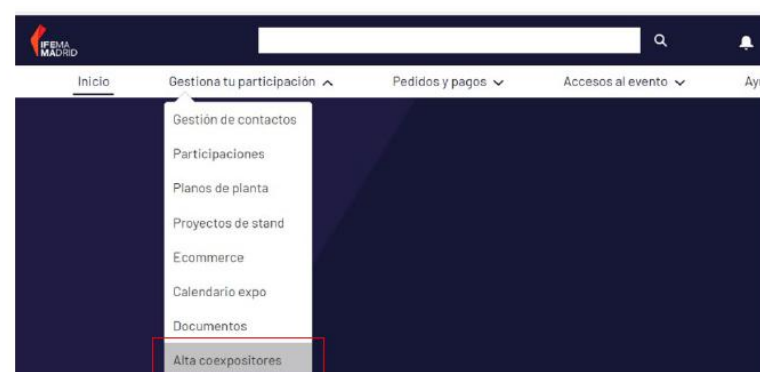 IFEMA
MADRID
Inicio Gestiona tu participación Pedidos y pagos Accesos al evento
Gestión de contactos
Participaciones
Planos de planta
Proyectos de stand
Ecommerce
Calendario expo
Documentos
Alta coexpositores